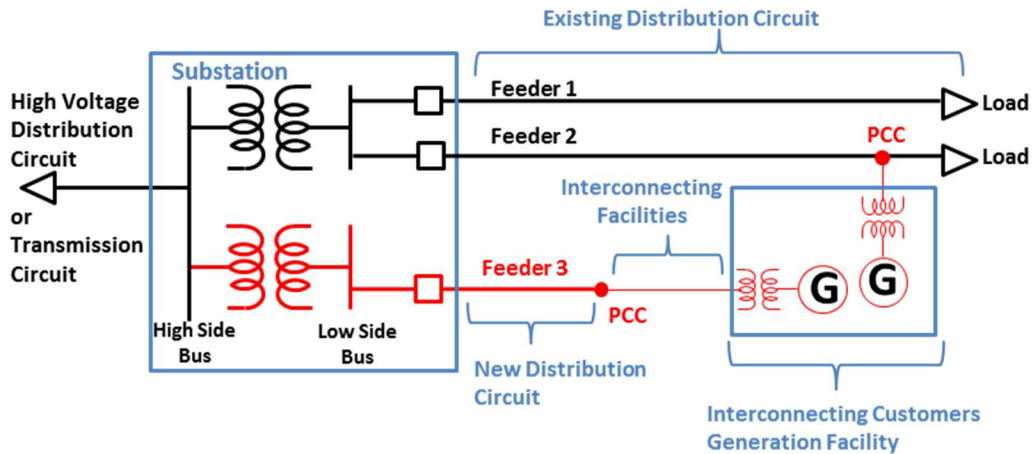 Existing Distribution Circuit
Substation
High Voltage
Distribution
Circuit
or
Transmission
Circuit
Feeder 1
Load
Feeder 2
PCC
Load
Interconnecting
Facilities
Feeder 3
PCC
G
G
High Side
Bus
Low Side
Bus
New Distribution
Circuit
Interconnecting Customers
Generation Facility